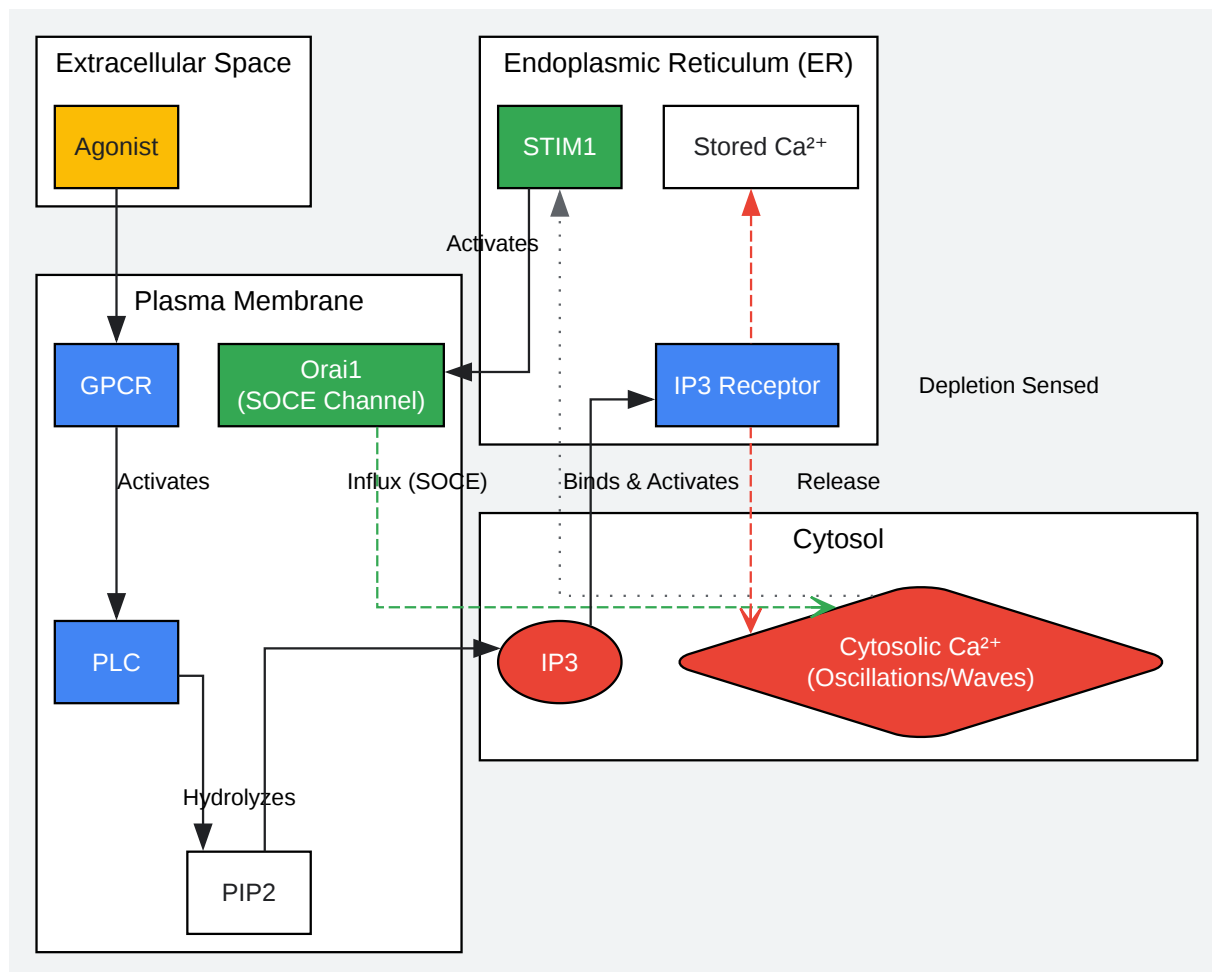 Extracellular Space
Endoplasmic Reticulum (ER)
Agonist
STIM1
Stored Ca²⁺
Activates
Plasma Membrane
GPCR
Orai1
(SOCE Channel)
IP3 Receptor
Depletion Sensed
Activates
Influx (SOCE)
Binds & Activates
Release
Cytosol
PLC
IP3
Cytosolic Ca²⁺
(Oscillations/Waves)
Hydrolyzes
PIP2